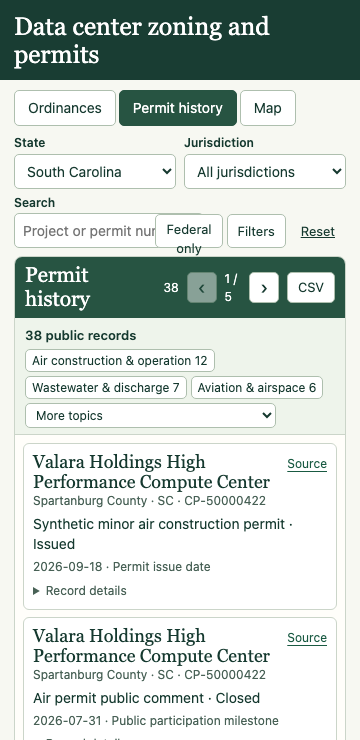 Data center zoning and
permits
Ordinances
Permit history
Map
State
Jurisdiction
South Carolina
All jurisdictions
Search
Project or permit nu
Federal
only
Filters
Reset
Permit
history
38
‹
1 /
5
›
CSV
38 public records
Air construction & operation 12
Wastewater & discharge 7
Aviation & airspace 6
More topics
Valara Holdings High
Performance Compute Center
Source
Spartanburg County · SC · CP-50000422
Synthetic minor air construction permit ·
Issued
2026-09-18 · Permit issue date
Record details
Valara Holdings High
Performance Compute Center
Source
Spartanburg County · SC · CP-50000422
Air permit public comment · Closed
2026-07-31 · Public participation milestone